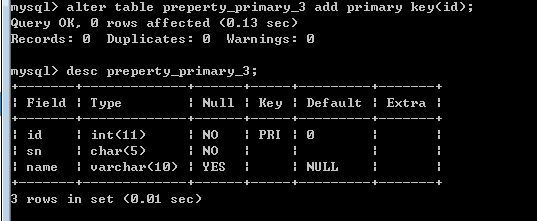 mysql> alter table preperty_primary_3 add primary key(id);
Query OK, 0 rows affected (0.13 sec)
Records: 0  Duplicates: 0  Warnings: 0

mysql> desc preperty_primary_3;
+-------+-------------+------+-----+---------+-------+
| Field | Type        | Null | Key | Default | Extra |
+-------+-------------+------+-----+---------+-------+
| id    | int(11)     | NO   | PRI | 0       |       |
| sn    | char(5)     | NO   |     |         |       |
| name  | varchar(10) | YES  |     | NULL    |       |
+-------+-------------+------+-----+---------+-------+
3 rows in set (0.01 sec)